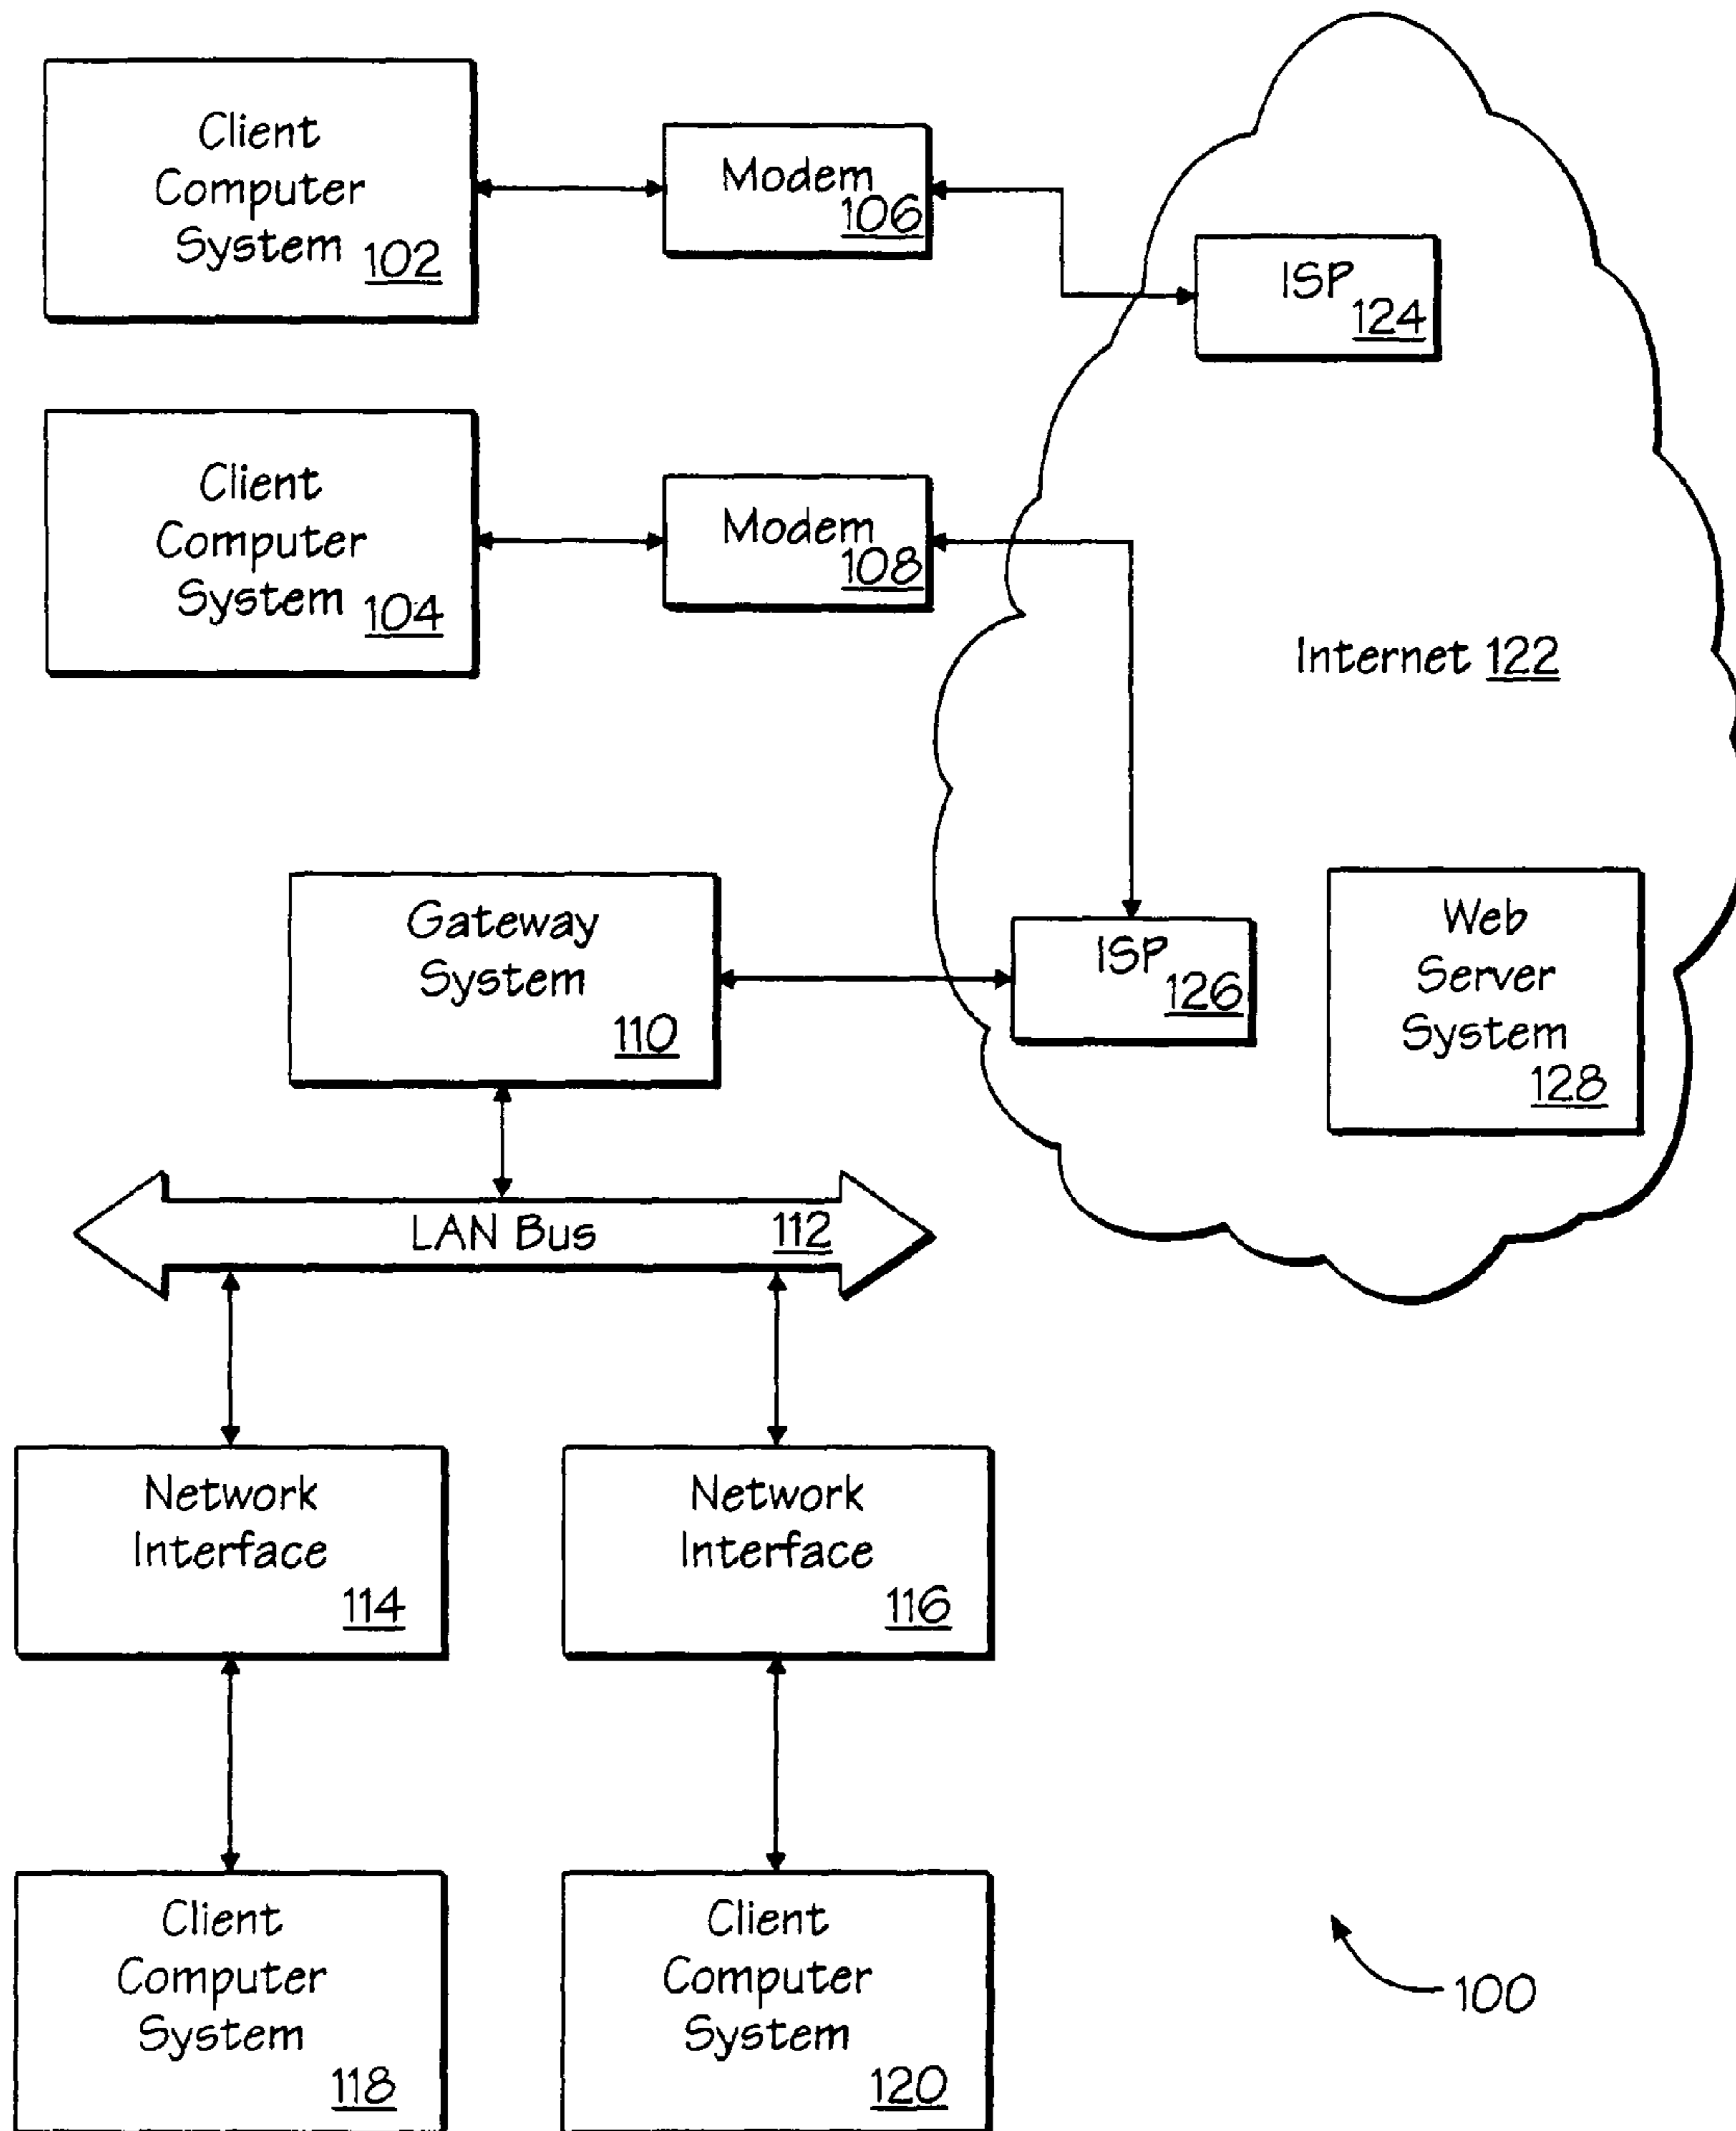 Client
Computer
System 102
Modem
106
ISP
124
Client
Computer
System 104
Modem
108
Internet 122
Gateway
System
110
ISP
126
Web
Server
System
128
LAN Bus 112
Network
Interface
114
Network
Interface
116
Client
Computer
System
118
Client
Computer
System
120
100